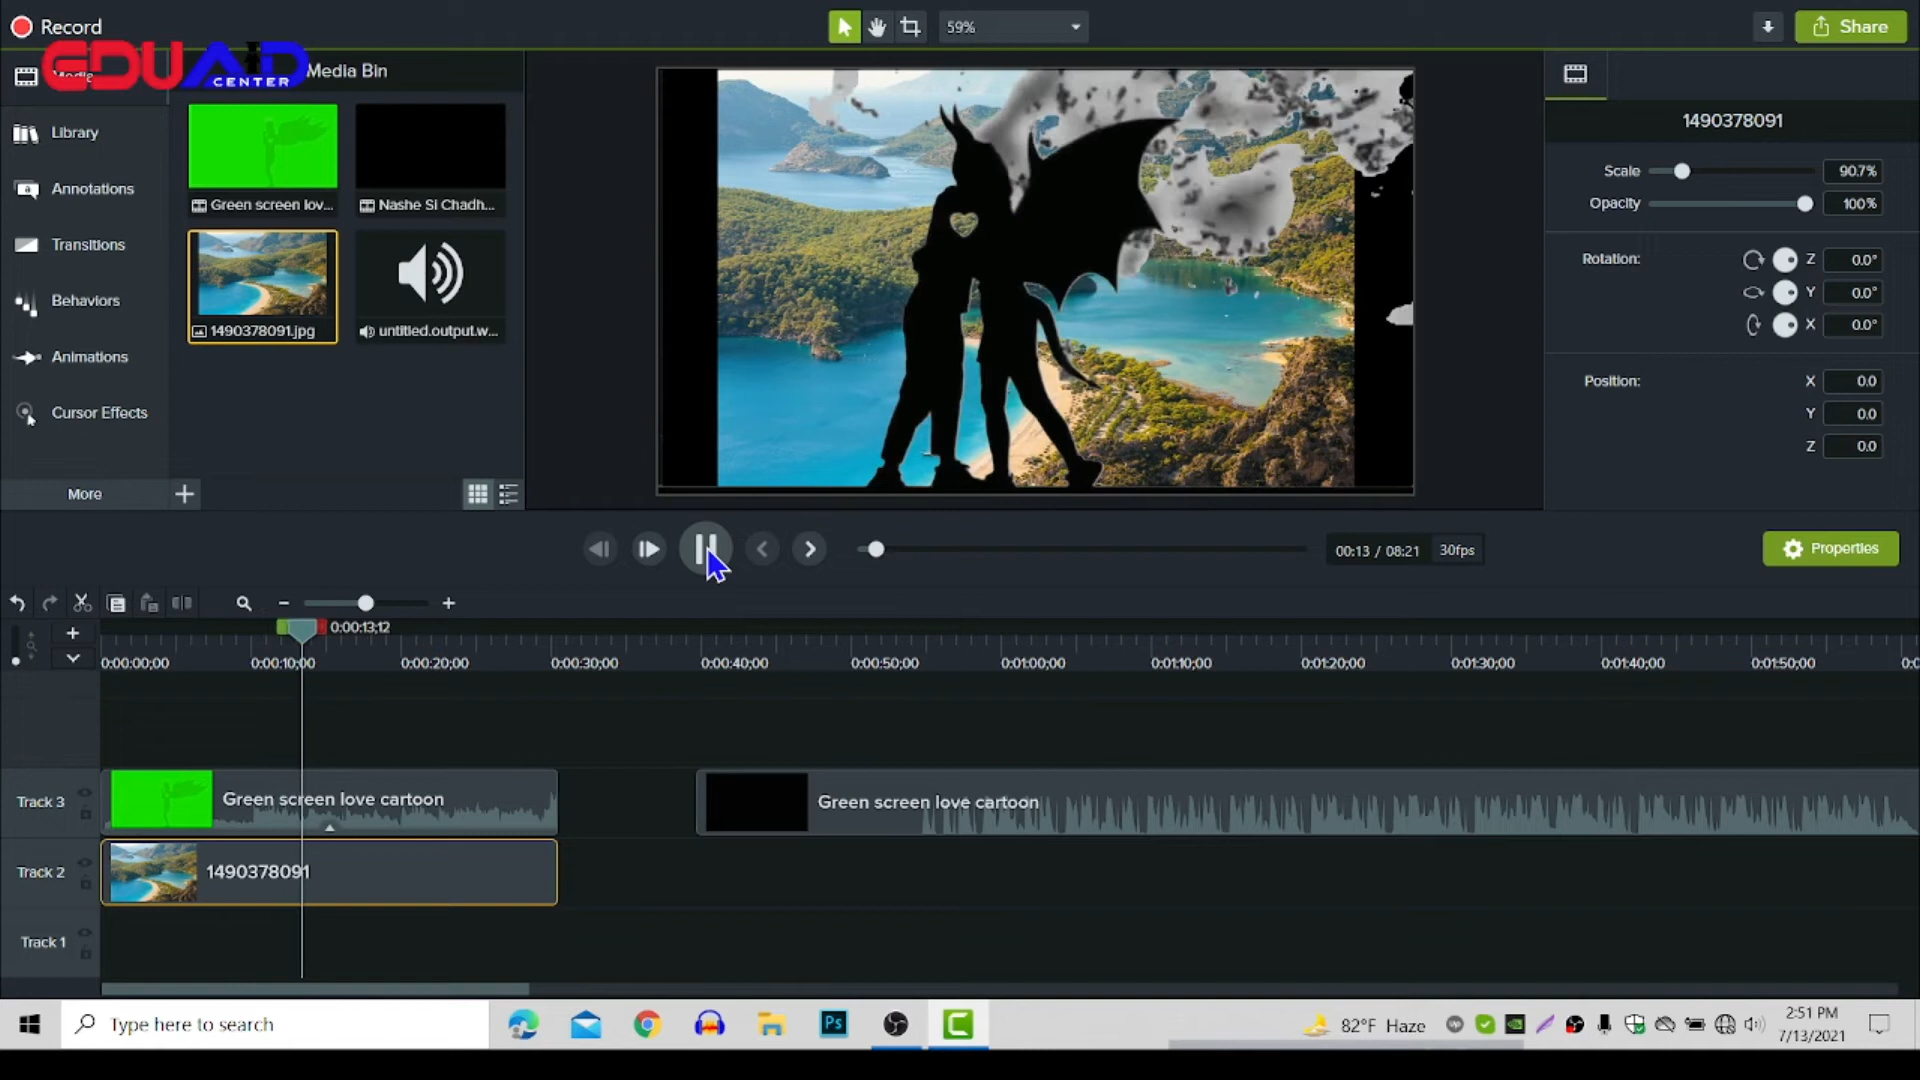 Record
59%
Share
EDUAID
CENTER
Media Bin
1490378091
Library
Annotations
Transitions
Behaviors
Animations
Cursor Effects
More
Green screen lov...
Nashe Si Chadh...
1490378091.jpg
untitled.output.w...
Scale 90.7%
Opacity 100%
Rotation: Z 0.0°
Y 0.0°
X 0.0°
Position: X 0.0
Y 0.0
Z 0.0
00:13 / 08:21 30fps
Properties
0:00:13;12
0:00:00;00 0:00:10;00 0:00:20;00 0:00:30;00 0:00:40;00 0:00:50;00 0:01:00;00 0:01:10;00 0:01:20;00 0:01:30;00 0:01:40;00 0:01:50;00
Track 3
Green screen love cartoon
Green screen love cartoon
Track 2
1490378091
Track 1
Type here to search
Ps
82°F Haze
2:51 PM
7/13/2021